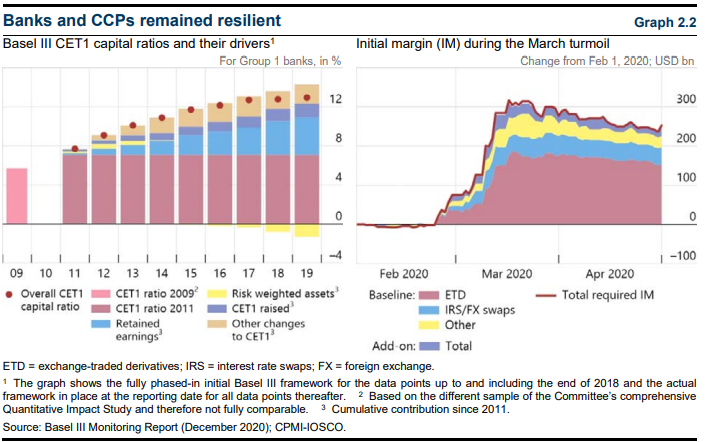 Banks and CCPs remained resilient
Graph 2.2
Basel III CET1 capital ratios and their drivers¹
For Group 1 banks, in %
12
8
4
0
–4
09 10 11 12 13 14 15 16 17 18 19
Overall CET1 capital ratio
CET1 ratio 2009²
CET1 ratio 2011
Retained earnings³
Risk weighted assets³
CET1 raised³
Other changes to CET1³
Initial margin (IM) during the March turmoil
Change from Feb 1, 2020; USD bn
300
200
100
0
–100
Feb 2020 Mar 2020 Apr 2020
Baseline:
ETD
IRS/FX swaps
Other
Add-on:
Total
Total required IM
ETD = exchange-traded derivatives; IRS = interest rate swaps; FX = foreign exchange.
¹ The graph shows the fully phased-in initial Basel III framework for the data points up to and including the end of 2018 and the actual
framework in place at the reporting date for all data points thereafter. ² Based on the different sample of the Committee's comprehensive
Quantitative Impact Study and therefore not fully comparable. ³ Cumulative contribution since 2011.
Source: Basel III Monitoring Report (December 2020); CPMI-IOSCO.